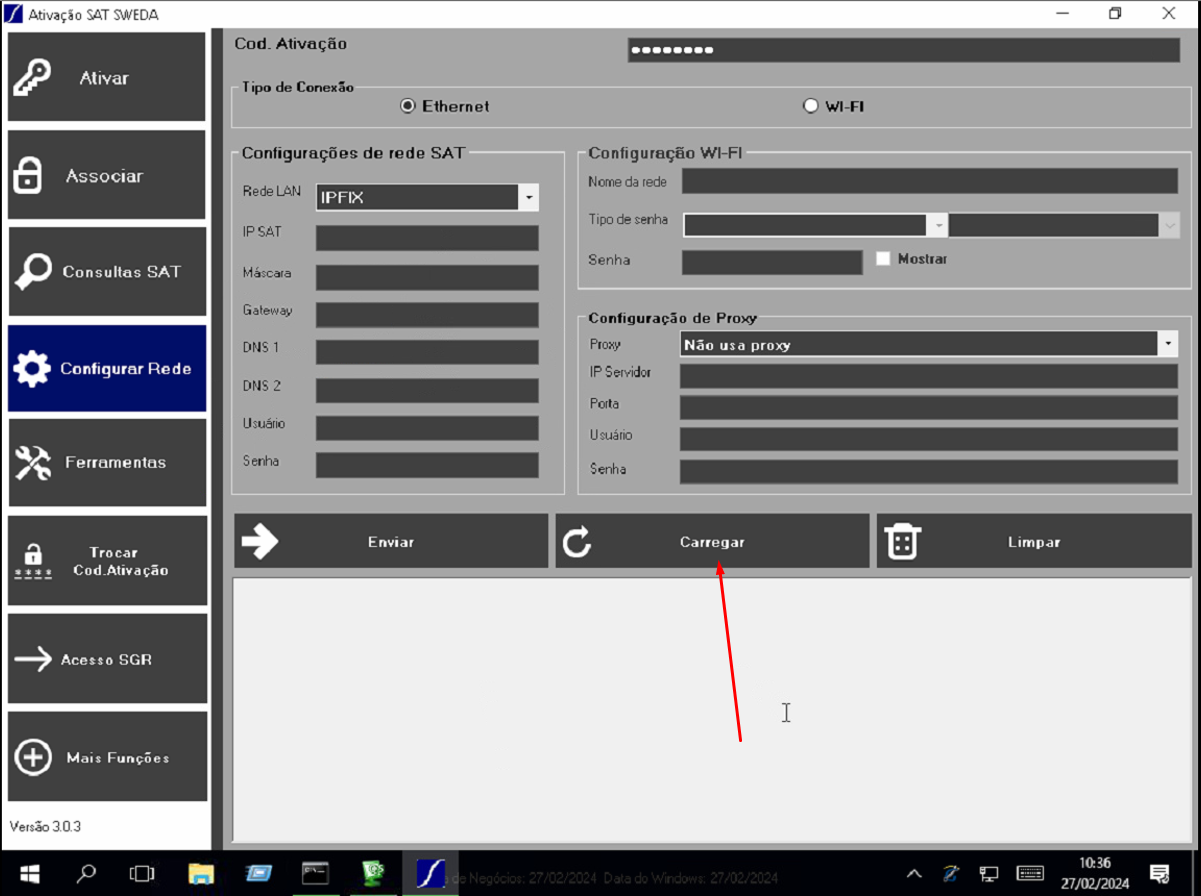 Ativação SAT SWEDA
Ativar
Associar
Consultas SAT
Configurar Rede
Ferramentas
Trocar
Cod.Ativação
Acesso SGR
Mais Funções
Versão 3.0.3
Cod. Ativação
Tipo de Conexão
Ethernet
WI-FI
Configurações de rede SAT
Rede LAN
IPFIX
IP SAT
Máscara
Gateway
DNS 1
DNS 2
Usuário
Senha
Configuração WI-FI
Nome da rede
Tipo de senha
Senha
Mostrar
Configuração de Proxy
Proxy
Não usa proxy
IP Servidor
Porta
Usuário
Senha
Enviar
Carregar
Limpar
de Negócios: 27/02/2024 Data do Windows: 27/02/2024
10:36
27/02/2024